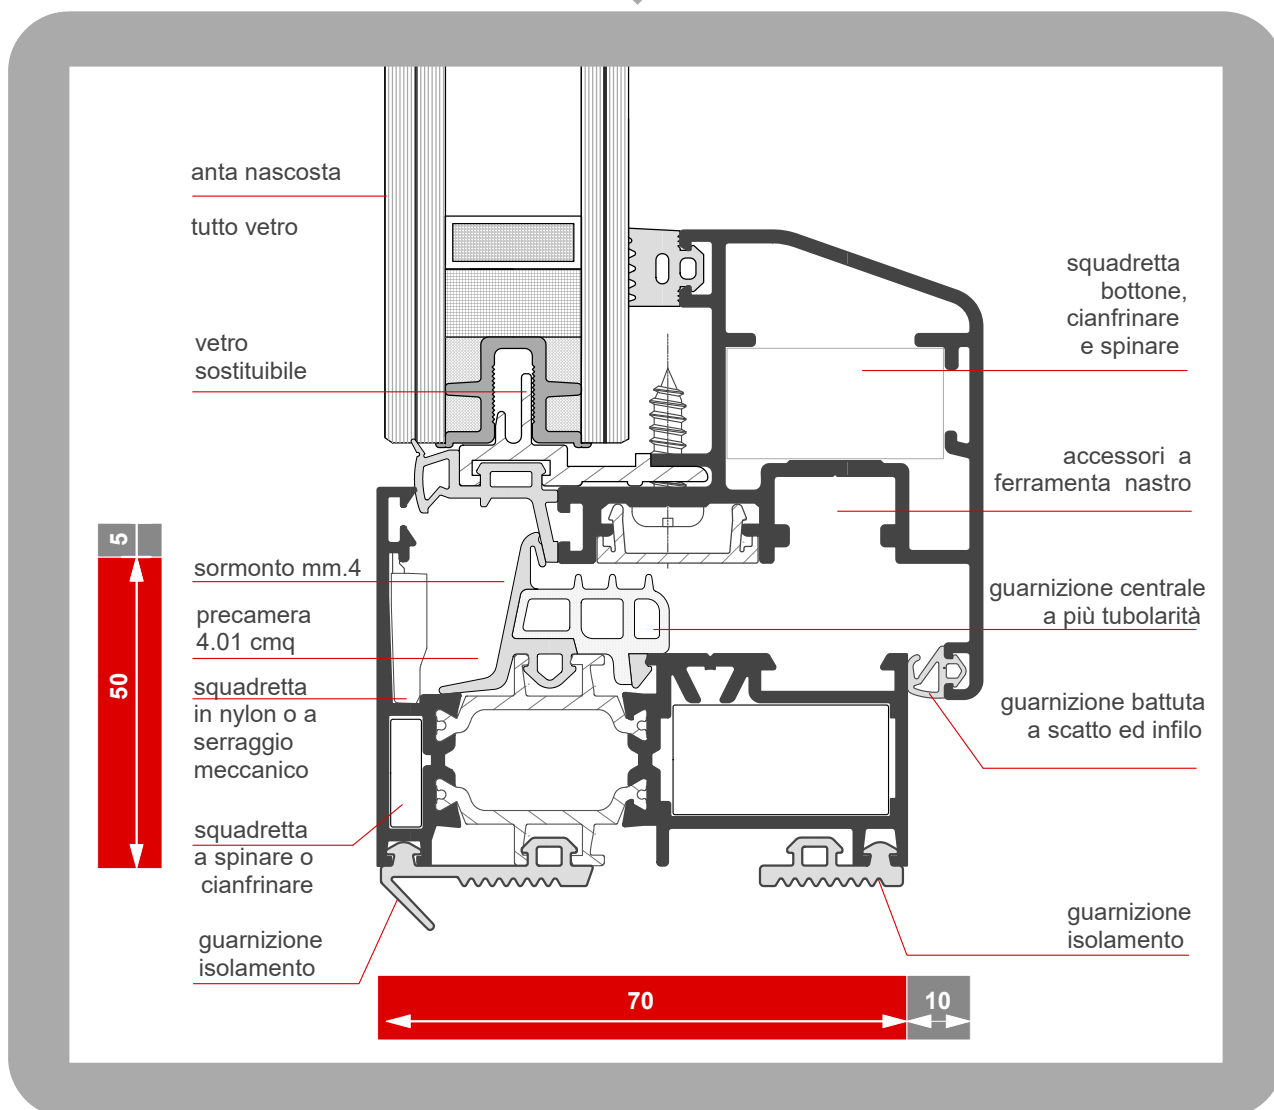 anta nascosta
tutto vetro
vetro
sostituibile
sormonto mm.4
precamera
4.01 cmq
squadretta
in nylon o a
serraggio
meccanico
squadretta
a spinare o
cianfrinare
guarnizione
isolamento
squadretta
bottone,
cianfrinare
e spinare
accessori a
ferramenta nastro
guarnizione centrale
a più tubolarità
guarnizione battuta
a scatto ed infilo
guarnizione
isolamento
5
50
70
10